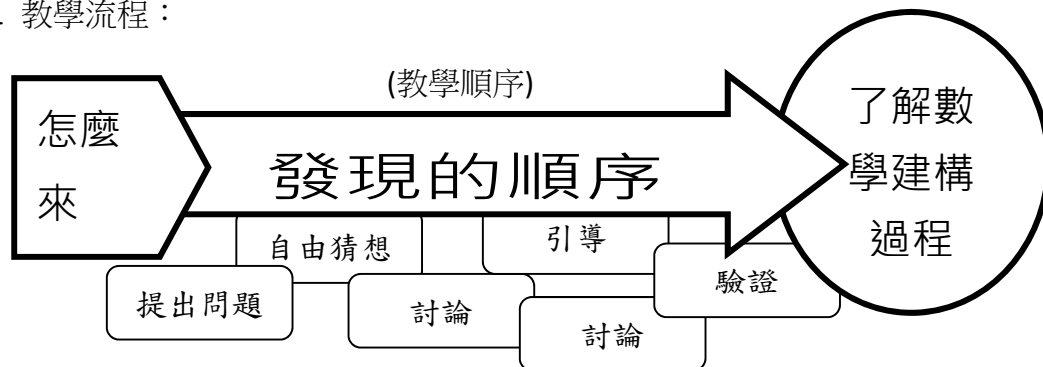 教學流程：
(教學順序)
怎麼
來
發現的順序
了解數
學建構
過程
提出問題
自由猜想
討論
引導
討論
驗證